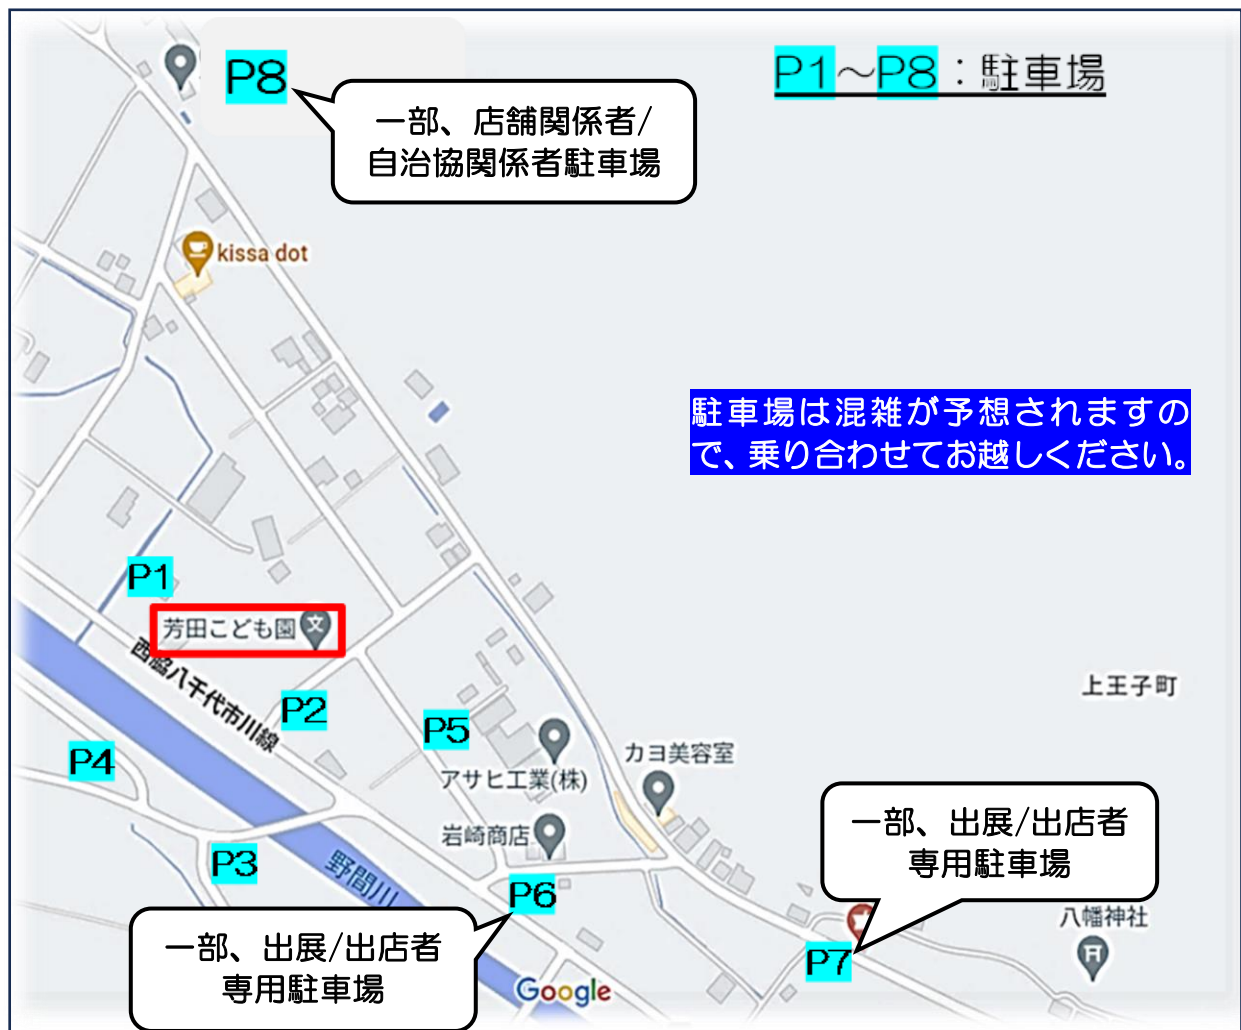 P8
P1～P8：駐車場
一部、店舗関係者/
自治協関係者駐車場
kissa dot
駐車場は混雑が予想されますの
で、乗り合わせてお越しください。
P1
芳田こども園
文
西脇八千代市川線
P2
P5
上王子町
P4
カヨ美容室
アサヒ工業(株)
岩崎商店
一部、出展/出店者
専用駐車場
P3
野間川
P6
八幡神社
一部、出展/出店者
専用駐車場
P7
Google